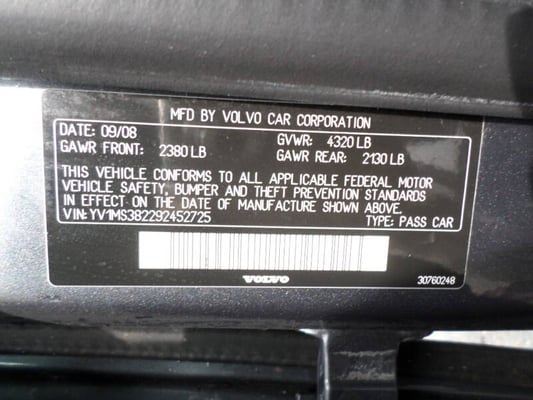 MFD BY VOLVO CAR CORPORATION
DATE: 09/08 GVWR: 4320 LB
GAWR FRONT: 2380 LB GAWR REAR: 2130 LB
THIS VEHICLE CONFORMS TO ALL APPLICABLE FEDERAL MOTOR
VEHICLE SAFETY, BUMPER AND THEFT PREVENTION STANDARDS
IN EFFECT ON THE DATE OF MANUFACTURE SHOWN ABOVE.
VIN: YV1MS382292452725 TYPE: PASS CAR
VOLVO 30760248